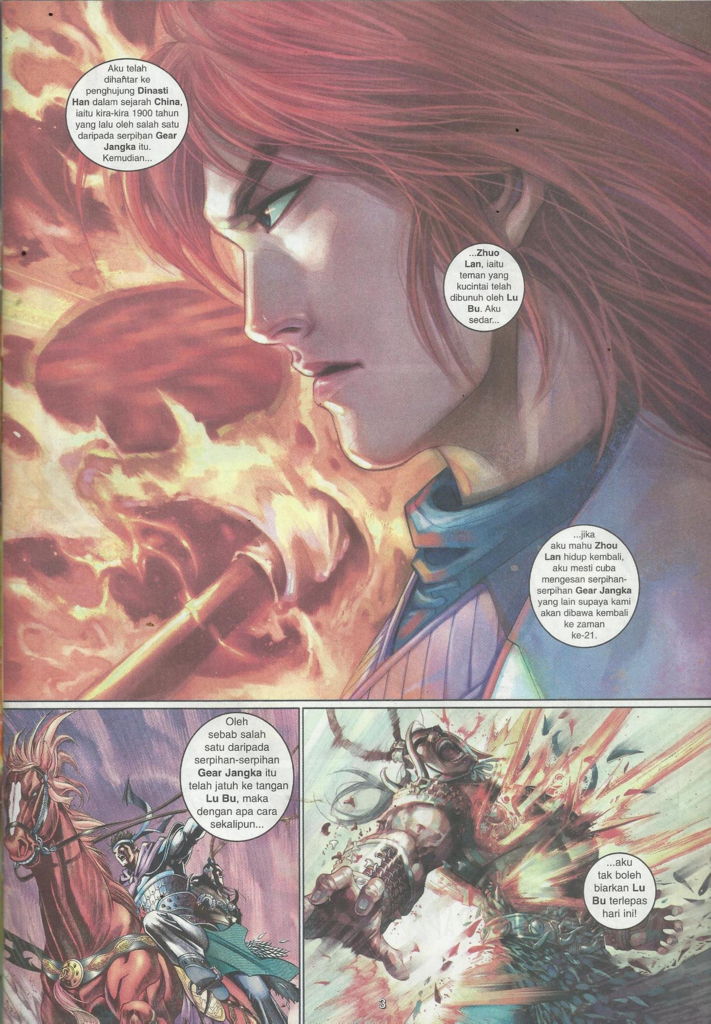 Aku telah
dihantar ke
penghujung Dinasti
Han dalam sejarah China,
iaitu kira-kira 1900 tahun
yang lalu oleh salah satu
daripada serpihan Gear
Jangka itu.
Kemudian...
...Zhuo
Lan, iaitu
teman yang
kucintai telah
dibunuh oleh Lu
Bu. Aku
sedar...
...jika
aku mahu Zhou
Lan hidup kembali,
aku mesti cuba
mengesan serpihan-
serpihan Gear Jangka
yang lain supaya kami
akan dibawa kembali
ke zaman
ke-21.
Oleh
sebab salah
satu daripada
serpihan-serpihan
Gear Jangka itu
telah jatuh ke tangan
Lu Bu, maka
dengan apa cara
sekalipun...
...aku
tak boleh
biarkan Lu
Bu terlepas
hari ini!
3